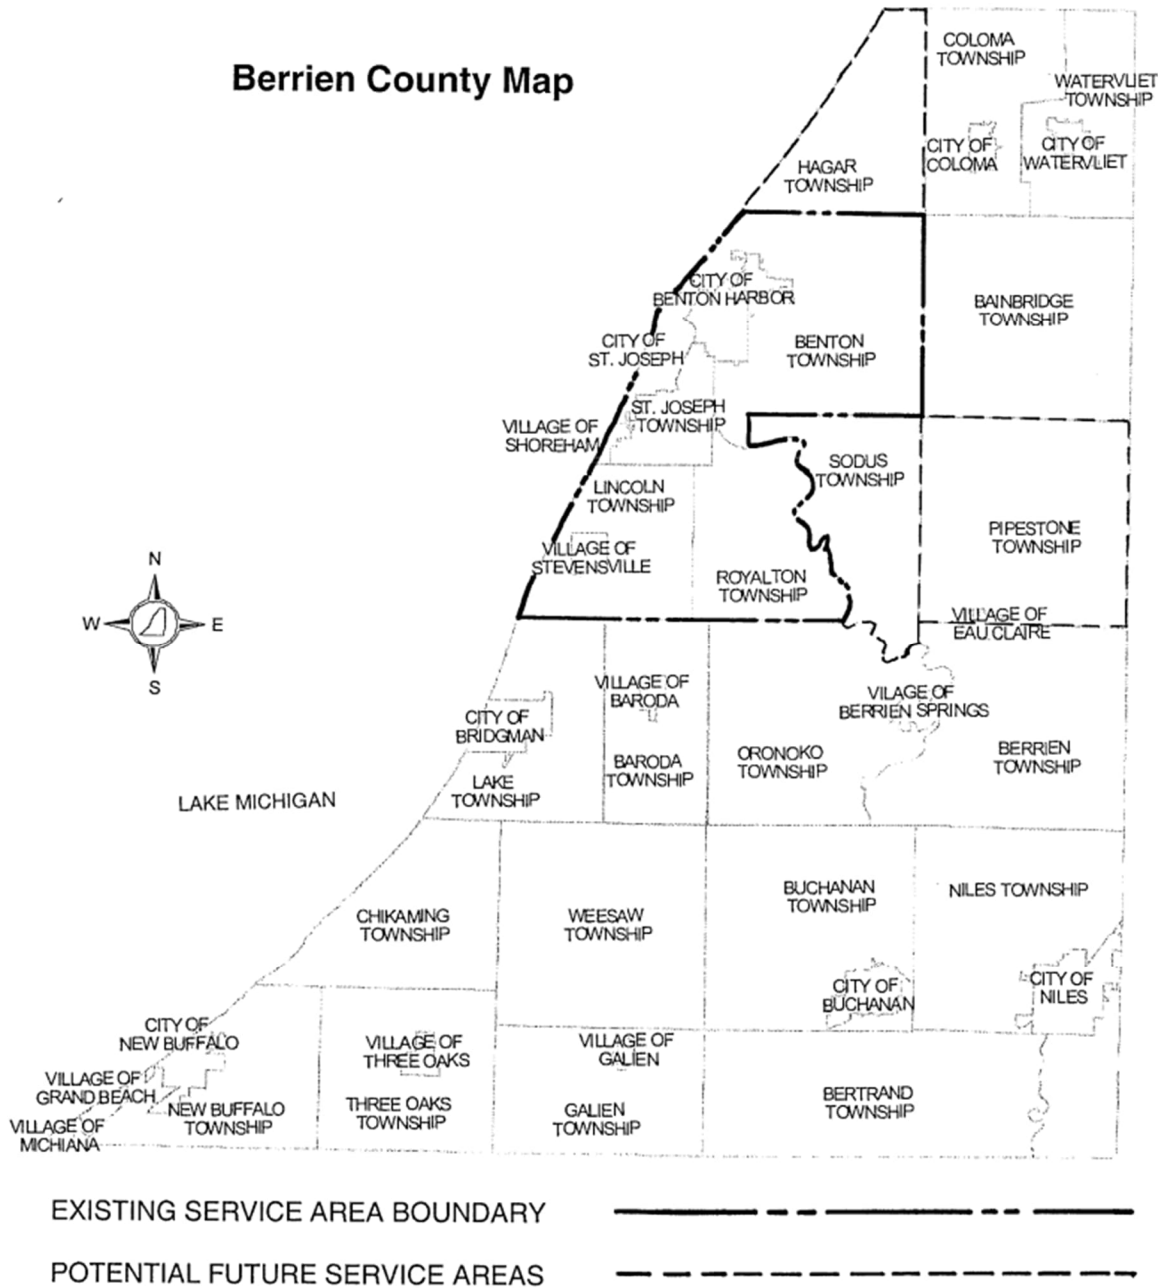 Berrien County Map
COLOMA
TOWNSHIP
WATERVLIET
TOWNSHIP
CITY OF
COLOMA
CITY OF
WATERVLIET
HAGAR
TOWNSHIP
CITY OF
BENTON HARBOR
BAINBRIDGE
TOWNSHIP
CITY OF
ST. JOSEPH
BENTON
TOWNSHIP
ST. JOSEPH
TOWNSHIP
VILLAGE OF
SHOREHAM
SODUS
TOWNSHIP
LINCOLN
TOWNSHIP
PIPESTONE
TOWNSHIP
VILLAGE OF
STEVENSVILLE
ROYALTON
TOWNSHIP
N
W
E
S
VILLAGE OF
EAU CLAIRE
VILLAGE OF
BARODA
VILAGE OF
BERRIEN SPRINGS
CITY OF
BRIDGMAN
BARODA
TOWNSHIP
ORONOKO
TOWNSHIP
BERRIEN
TOWNSHIP
LAKE
TOWNSHIP
LAKE MICHIGAN
BUCHANAN
TOWNSHIP
NILES TOWNSHIP
CHIKAMING
TOWNSHIP
WEESAW
TOWNSHIP
CITY OF
BUCHANAN
CITY OF
NILES
CITY OF
NEW BUFFALO
VILLAGE OF
THREE OAKS
VILLAGE OF
GALIEN
VILLAGE OF
GRAND BEACH
NEW BUFFALO
TOWNSHIP
THREE OAKS
TOWNSHIP
GALIEN
TOWNSHIP
BERTRAND
TOWNSHIP
VILLAGE OF
MICHIANA
EXISTING SERVICE AREA BOUNDARY
POTENTIAL FUTURE SERVICE AREAS